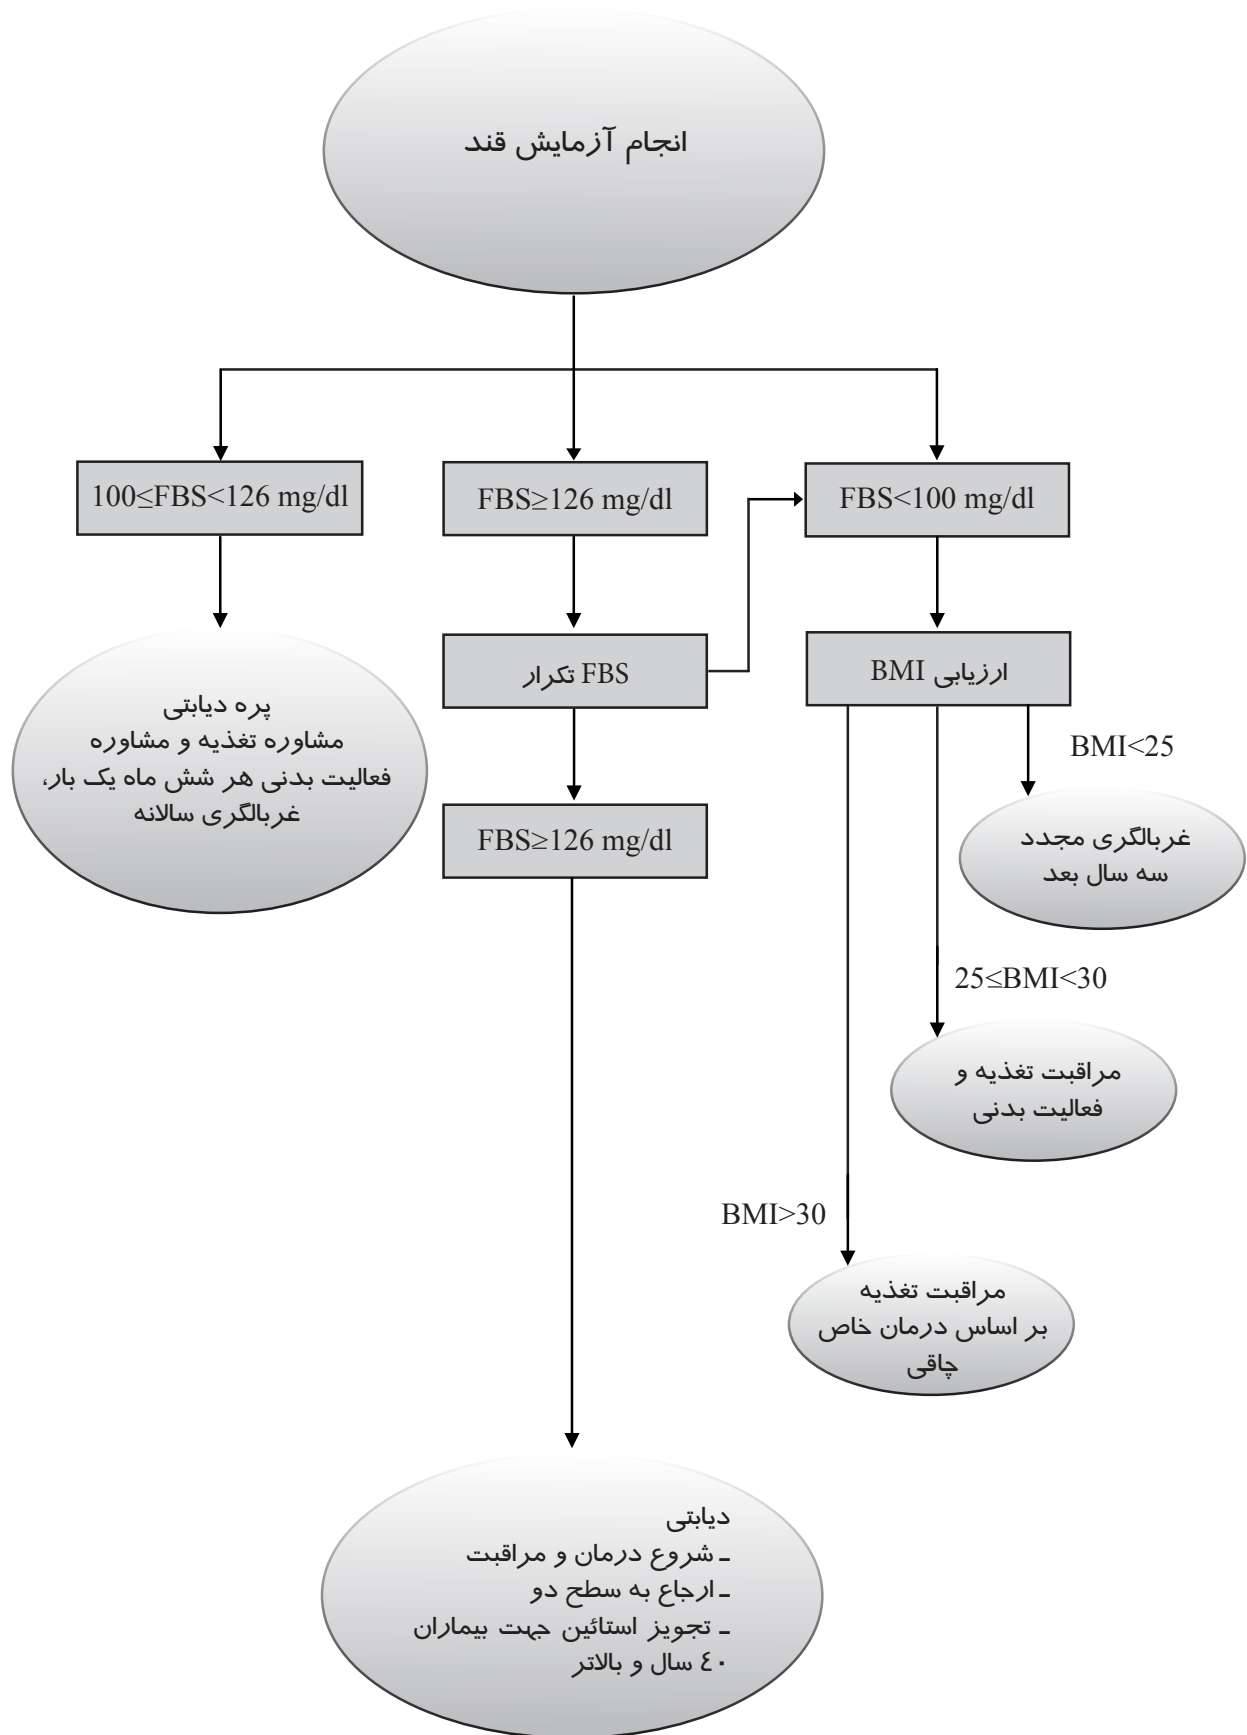 انجام آزمایش قند
100≤FBS<126 mg/dl
FBS≥126 mg/dl
FBS<100 mg/dl
تکرار FBS
ارزیابی BMI
پره دیابتی
مشاوره تغذیه و مشاوره
فعالیت بدنی هر شش ماه یک بار،
غربالگری سالانه
FBS≥126 mg/dl
BMI<25
غربالگری مجدد
سه سال بعد
25≤BMI<30
مراقبت تغذیه و
فعالیت بدنی
BMI>30
مراقبت تغذیه
بر اساس درمان خاص
چاقی
دیابتی
ـ شروع درمان و مراقبت
ـ ارجاع به سطح دو
ـ تجویز استائین جهت بیماران
٤٠ سال و بالاتر